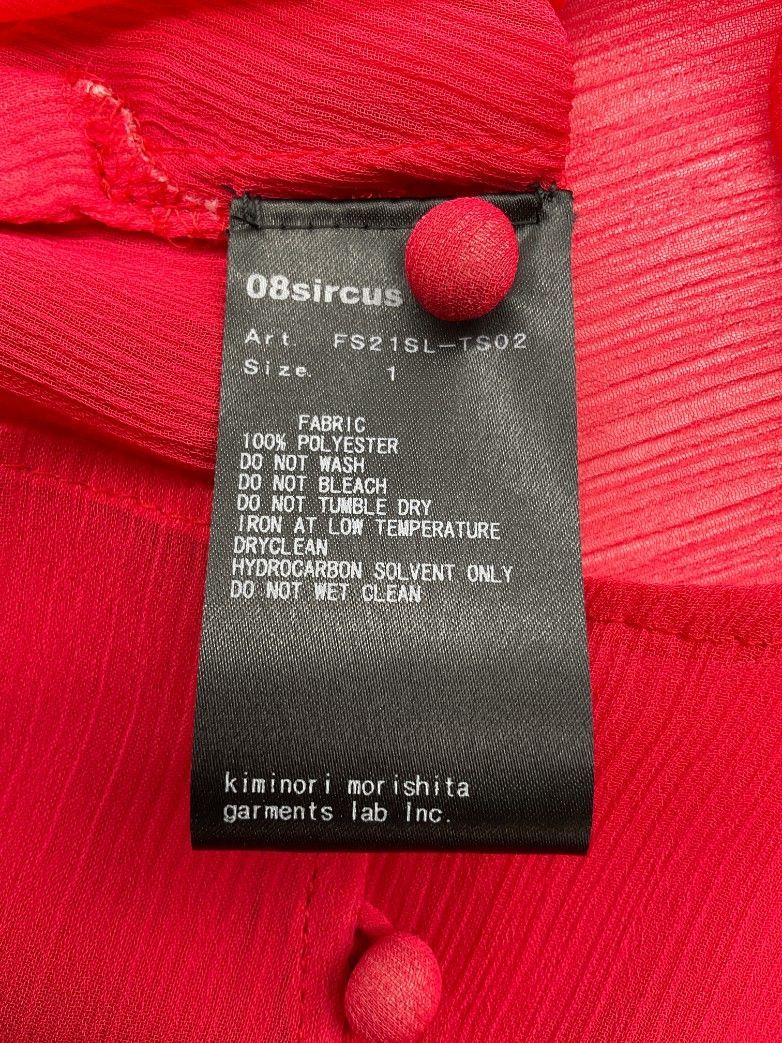 08sircus
Art. FS21SL-TS02
Size. 1
FABRIC
100% POLYESTER
DO NOT WASH
DO NOT BLEACH
DO NOT TUMBLE DRY
IRON AT LOW TEMPERATURE
DRYCLEAN
HYDROCARBON SOLVENT ONLY
DO NOT WET CLEAN
kiminori morishita
garments lab Inc.